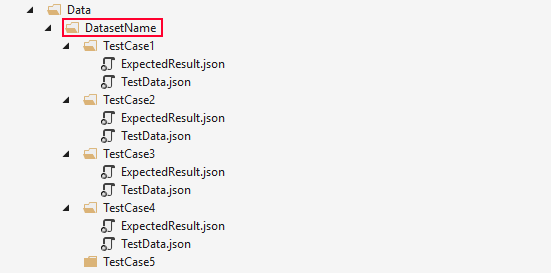 Data
DatasetName
TestCase1
ExpectedResult.json
TestData.json
TestCase2
ExpectedResult.json
TestData.json
TestCase3
ExpectedResult.json
TestData.json
TestCase4
ExpectedResult.json
TestData.json
TestCase5